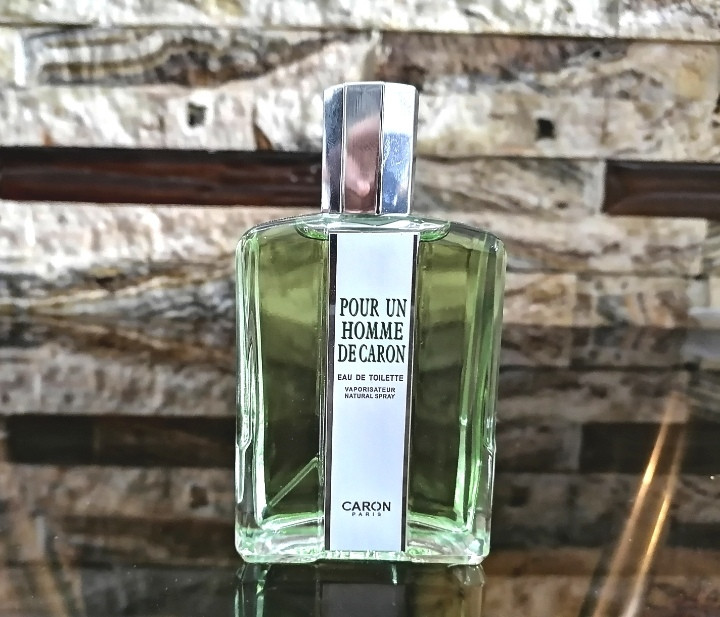 POUR UN
HOMME
DE CARON
EAU DE TOILETTE
VAPORISATEUR
NATURAL SPRAY
CARON
PARIS